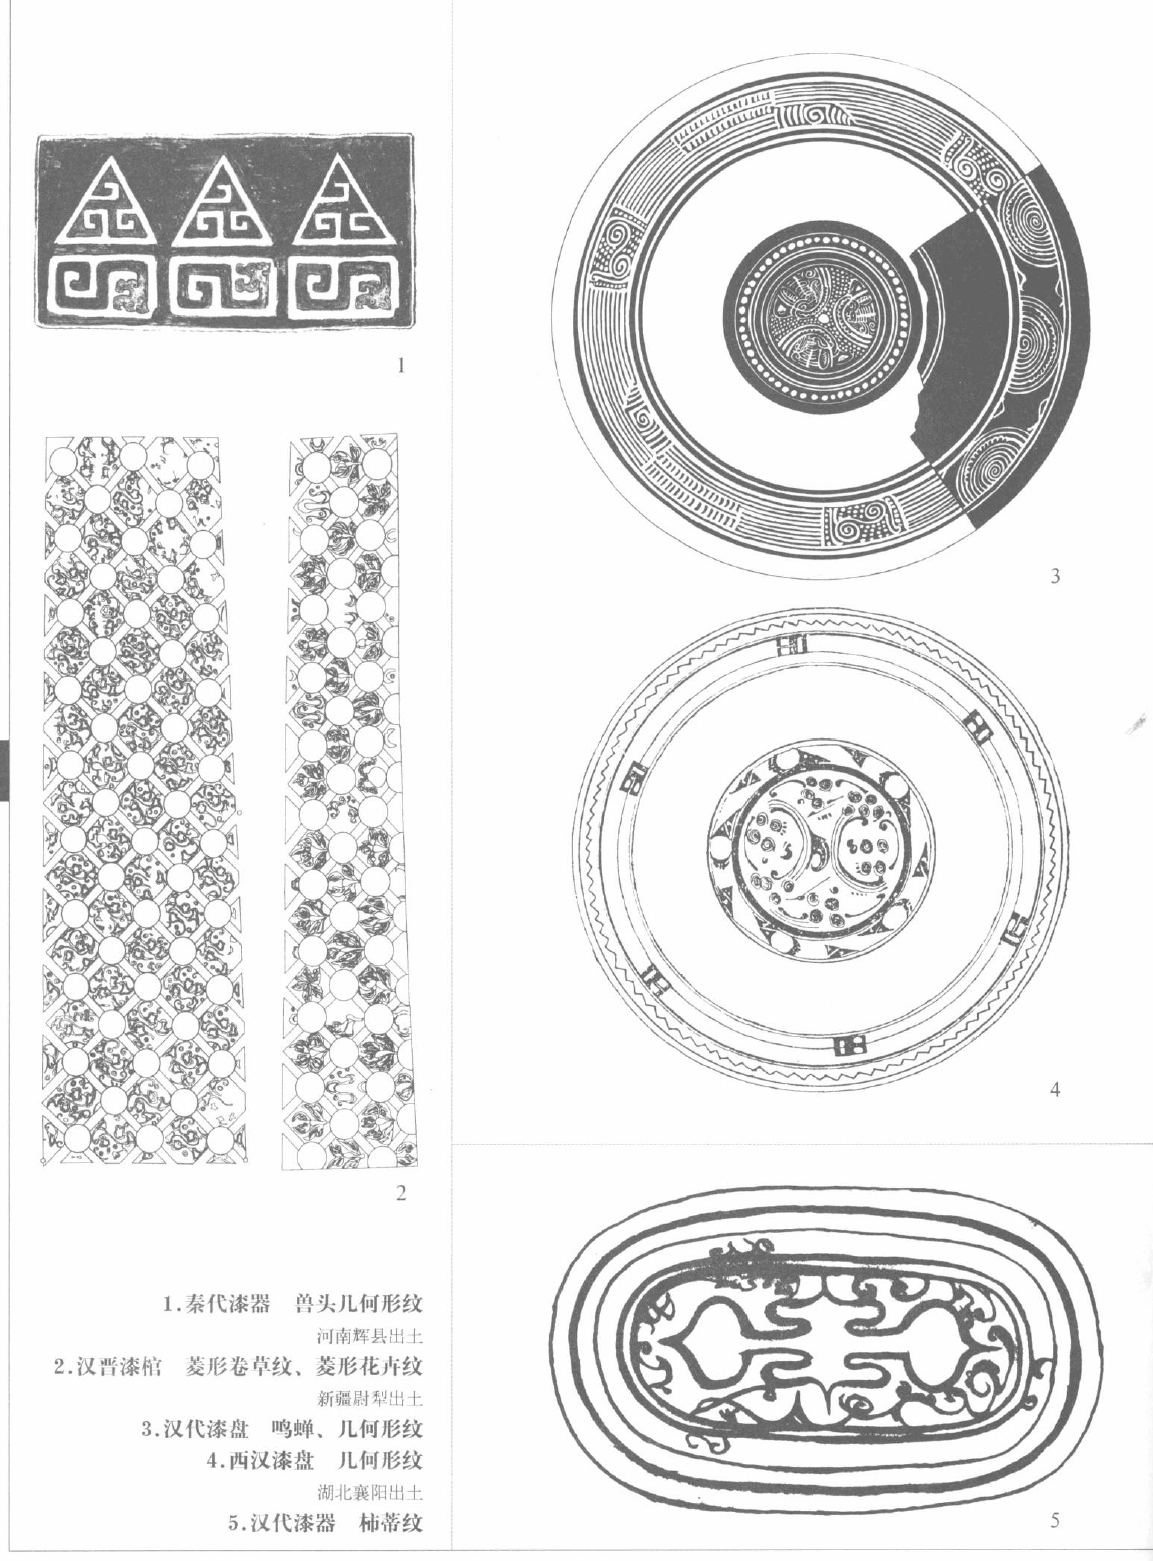 1
2
3
4
5
1.秦代漆器 兽头几何形纹
河南辉县出土
2.汉晋漆棺 菱形卷草纹、菱形花卉纹
新疆尉犁出土
3.汉代漆盘 鸣蝉、几何形纹
4.西汉漆盘 几何形纹
湖北襄阳出土
5.汉代漆器 柿蒂纹